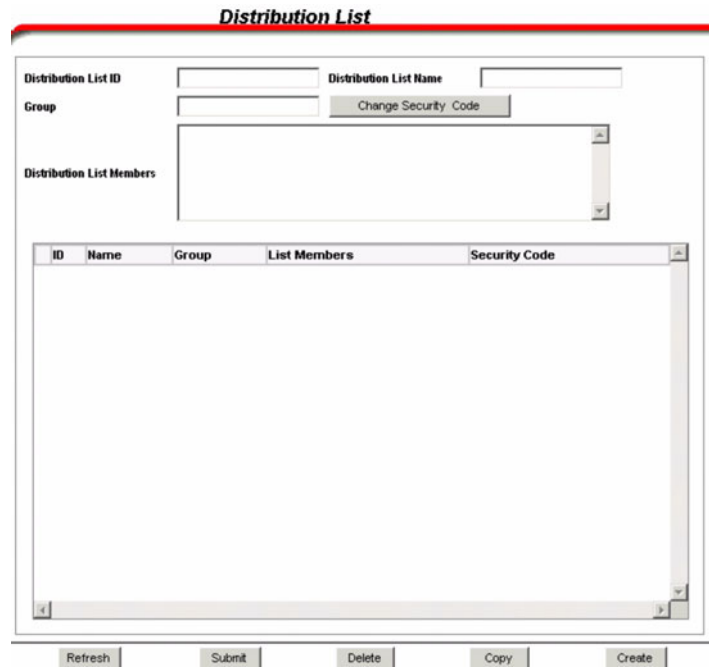 Distribution List
Distribution List ID
Distribution List Name
Group
Change Security Code
Distribution List Members
ID Name Group List Members Security Code
Refresh Submit Delete Copy Create